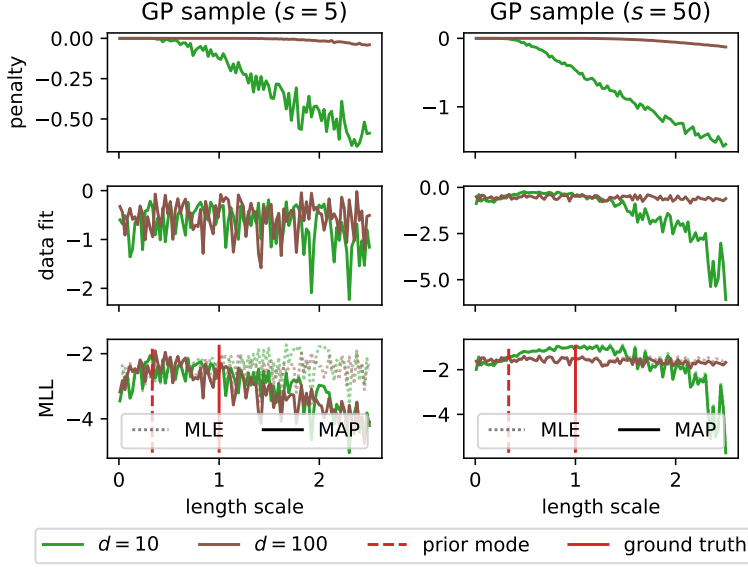 GP sample (s = 5)
GP sample (s = 50)
penalty
0.00
−0.25
−0.50
0
−1
data fit
0
−1
−2
0.0
−2.5
−5.0
MLL
−2
−4
−2
−4
MLE
MAP
MLE
MAP
0
1
2
0
1
2
length scale
length scale
d = 10
d = 100
prior mode
ground truth